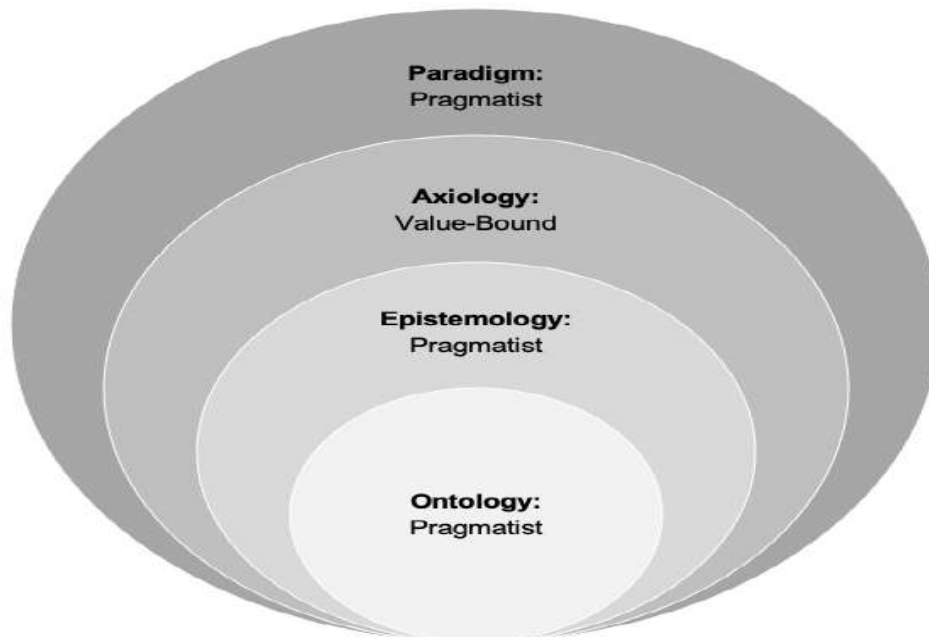 Paradigm:
Pragmatist
Axiology:
Value-Bound
Epistemology:
Pragmatist
Ontology:
Pragmatist